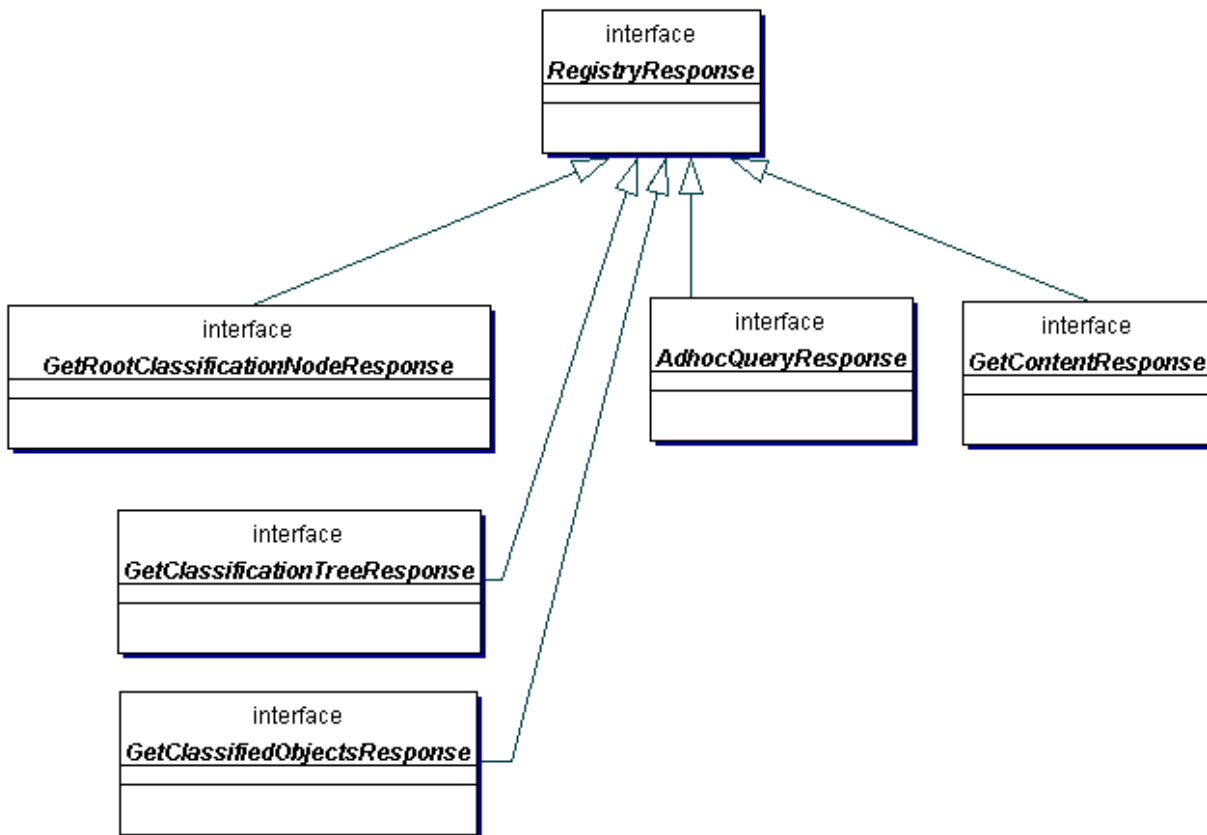 interface
RegistryResponse
interface
GetRootClassificationNodeResponse
interface
AdhocQueryResponse
interface
GetContentResponse
interface
GetClassificationTreeResponse
interface
GetClassifiedObjectsResponse